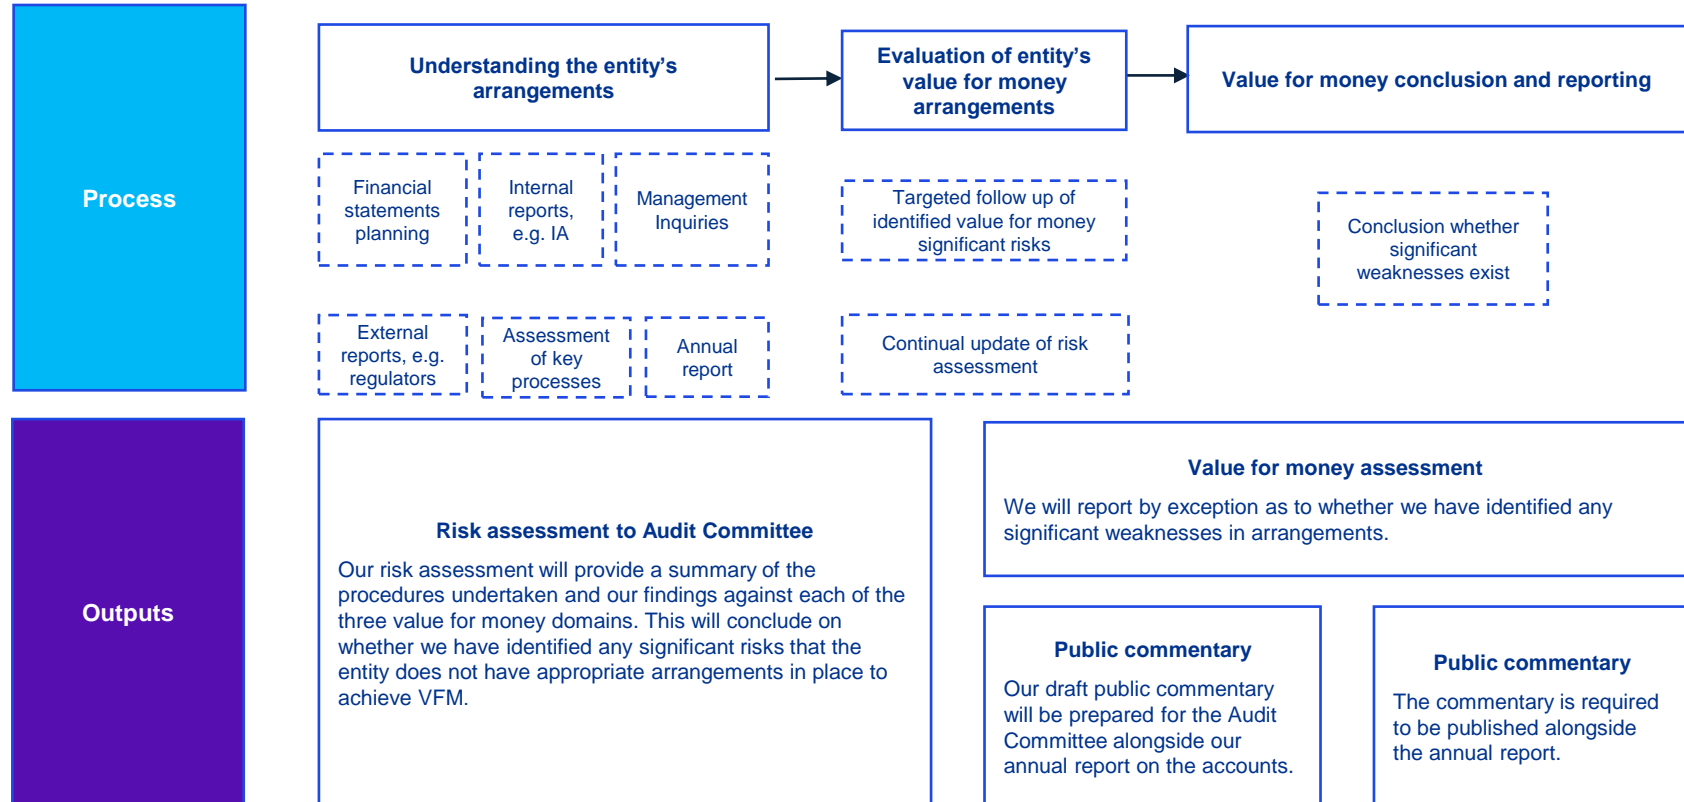 Process
Understanding the entity’s
arrangements
Evaluation of entity’s
value for money
arrangements
Value for money conclusion and reporting
Financial
statements
planning
Internal
reports,
e.g. IA
Management
Inquiries
Targeted follow up of
identified value for money
significant risks
Conclusion whether
significant
weaknesses exist
External
reports, e.g.
regulators
Assessment
of key
processes
Annual
report
Continual update of risk
assessment
Outputs
Risk assessment to Audit Committee
Our risk assessment will provide a summary of the
procedures undertaken and our findings against each of the
three value for money domains. This will conclude on
whether we have identified any significant risks that the
entity does not have appropriate arrangements in place to
achieve VFM.
Value for money assessment
We will report by exception as to whether we have identified any
significant weaknesses in arrangements.
Public commentary
Our draft public commentary
will be prepared for the Audit
Committee alongside our
annual report on the accounts.
Public commentary
The commentary is required
to be published alongside
the annual report.